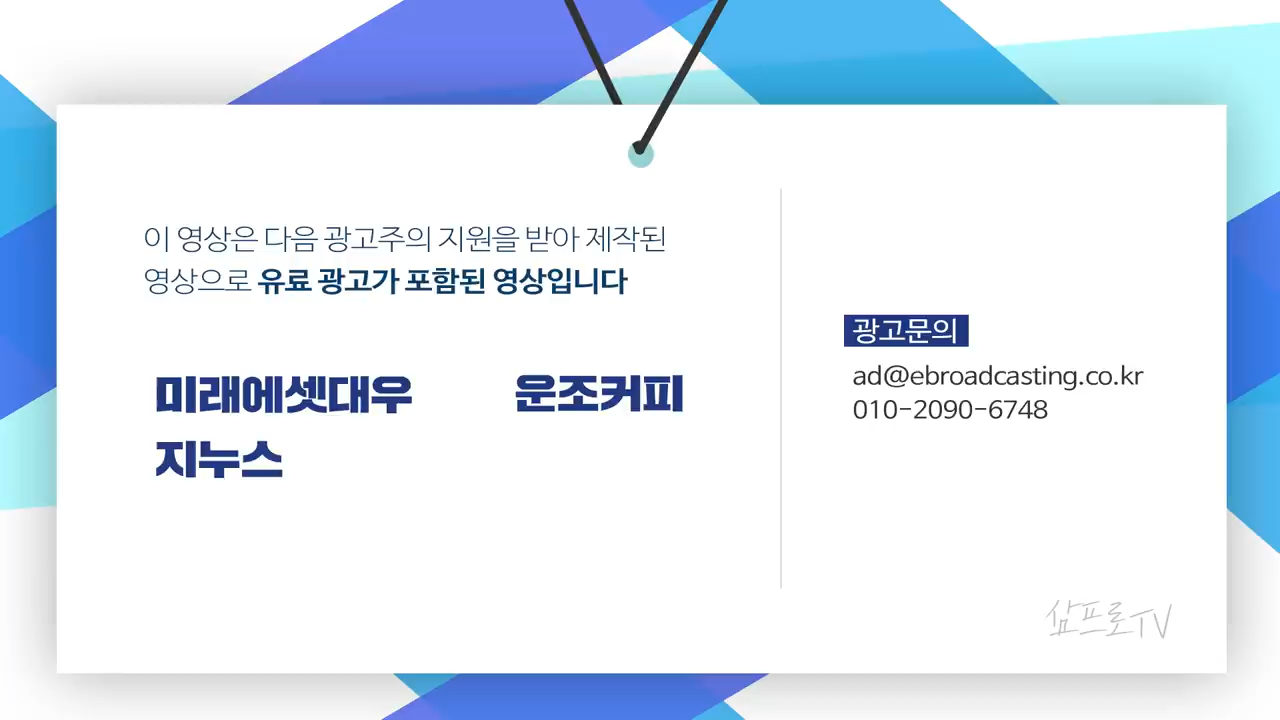 이 영상은 다음 광고주의 지원을 받아 제작된
영상으로 유료 광고가 포함된 영상입니다
미래에셋대우 운조커피
지누스
광고문의
ad@ebroadcasting.co.kr
010-2090-6748
삼프로TV